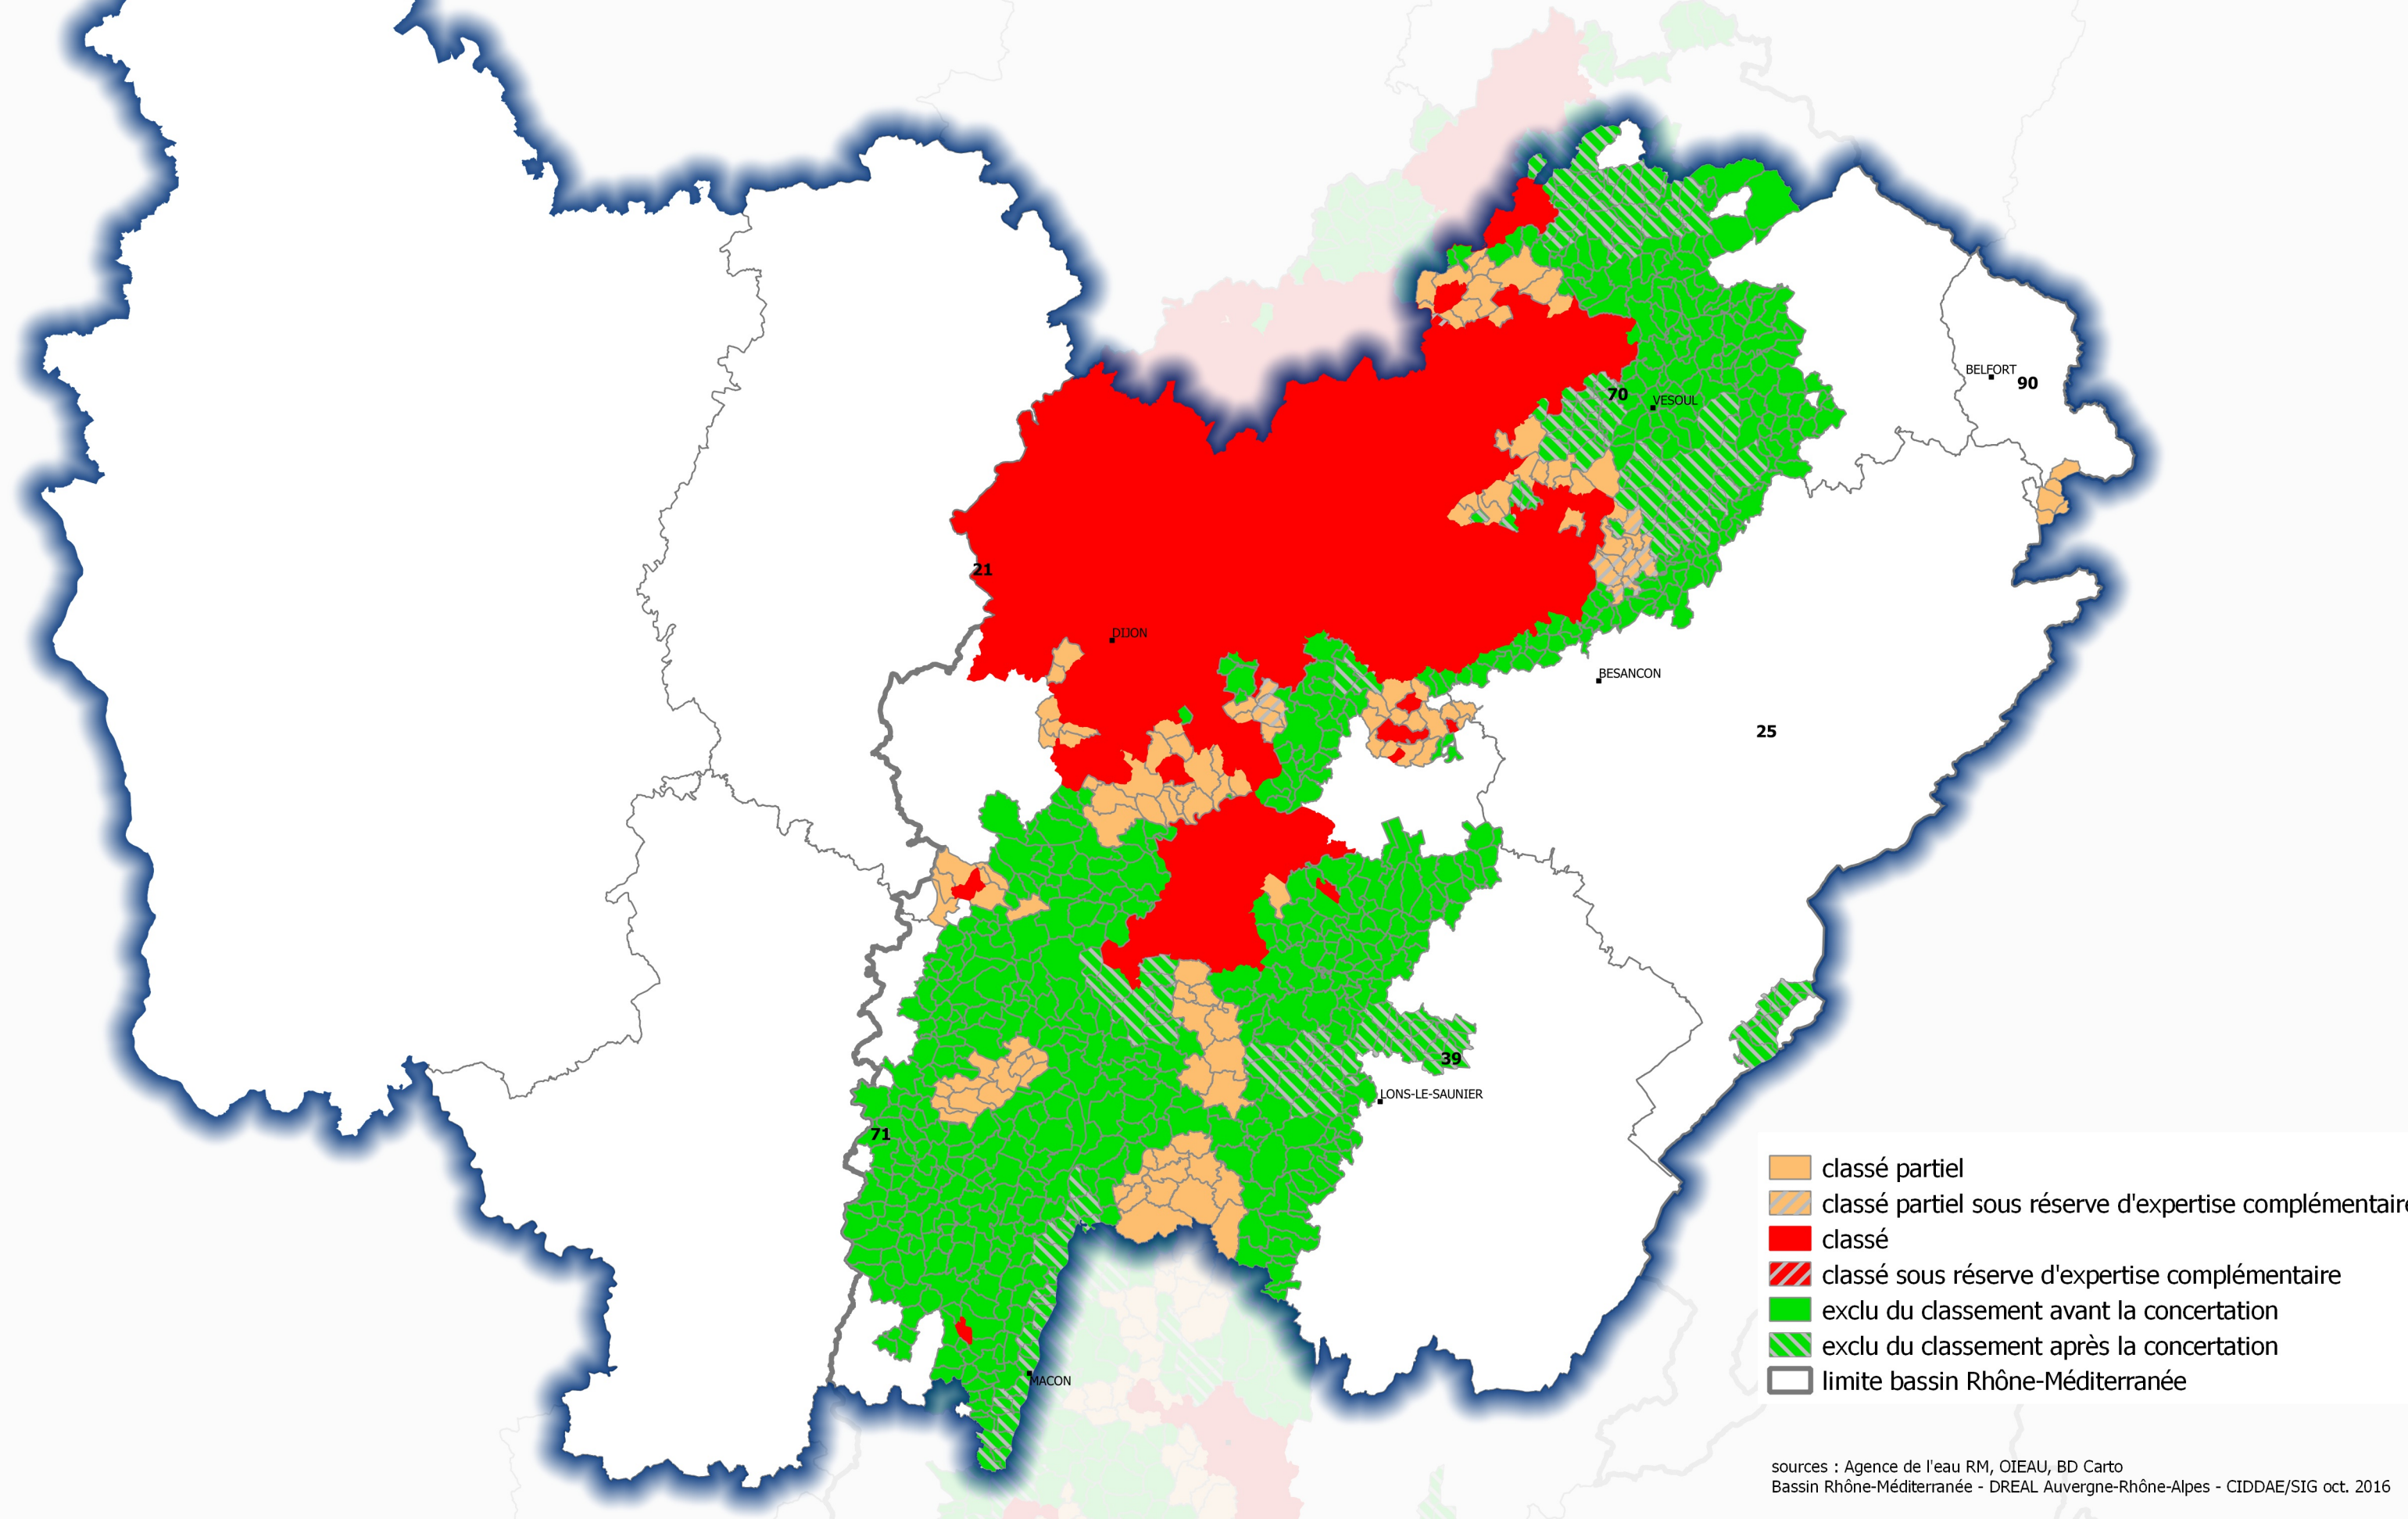 70
VESOUL
BELFORT
90
21
DIJON
BESANCON
25
39
LONS-LE-SAUNIER
71
MACON
classé partiel
classé partiel sous réserve d'expertise complémentaire
classé
classé sous réserve d'expertise complémentaire
exclu du classement avant la concertation
exclu du classement après la concertation
limite bassin Rhône-Méditerranée
sources : Agence de l'eau RM, OIEAU, BD Carto
Bassin Rhône-Méditerranée - DREAL Auvergne-Rhône-Alpes - CIDDAE/SIG oct. 2016